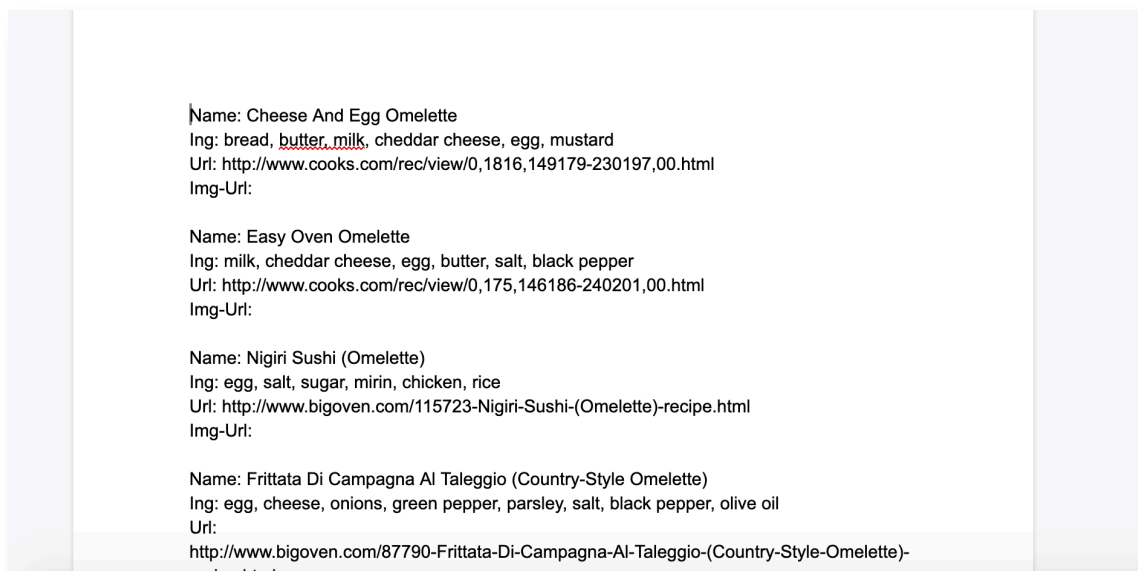 Name: Cheese And Egg Omelette
Ing: bread, butter, milk, cheddar cheese, egg, mustard
Url: http://www.cooks.com/rec/view/0,1816,149179-230197,00.html
Img-Url:
Name: Easy Oven Omelette
Ing: milk, cheddar cheese, egg, butter, salt, black pepper
Url: http://www.cooks.com/rec/view/0,175,146186-240201,00.html
Img-Url:
Name: Nigiri Sushi (Omelette)
Ing: egg, salt, sugar, mirin, chicken, rice
Url: http://www.bigoven.com/115723-Nigiri-Sushi-(Omelette)-recipe.html
Img-Url:
Name: Frittata Di Campagna Al Taleggio (Country-Style Omelette)
Ing: egg, cheese, onions, green pepper, parsley, salt, black pepper, olive oil
Url:
http://www.bigoven.com/87790-Frittata-Di-Campagna-Al-Taleggio-(Country-Style-Omelette)-